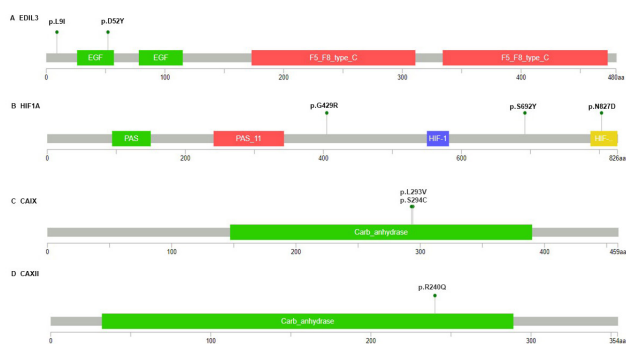 A EDIL3
p.L9I p.D52Y
EGF EGF F5_F8_type_C F5_F8_type_C
0 100 200 300 400 480aa
B HIF1A
p.G429R p.S692Y p.N827D
PAS PAS_11 HIF-1 HIF-...
0 200 400 600 826aa
p.L293V
C CAIX p.S294C
Carb_anhydrase
0 100 200 300 400 459aa
D CAXII
p.R240Q
Carb_anhydrase
0 100 200 300 354aa